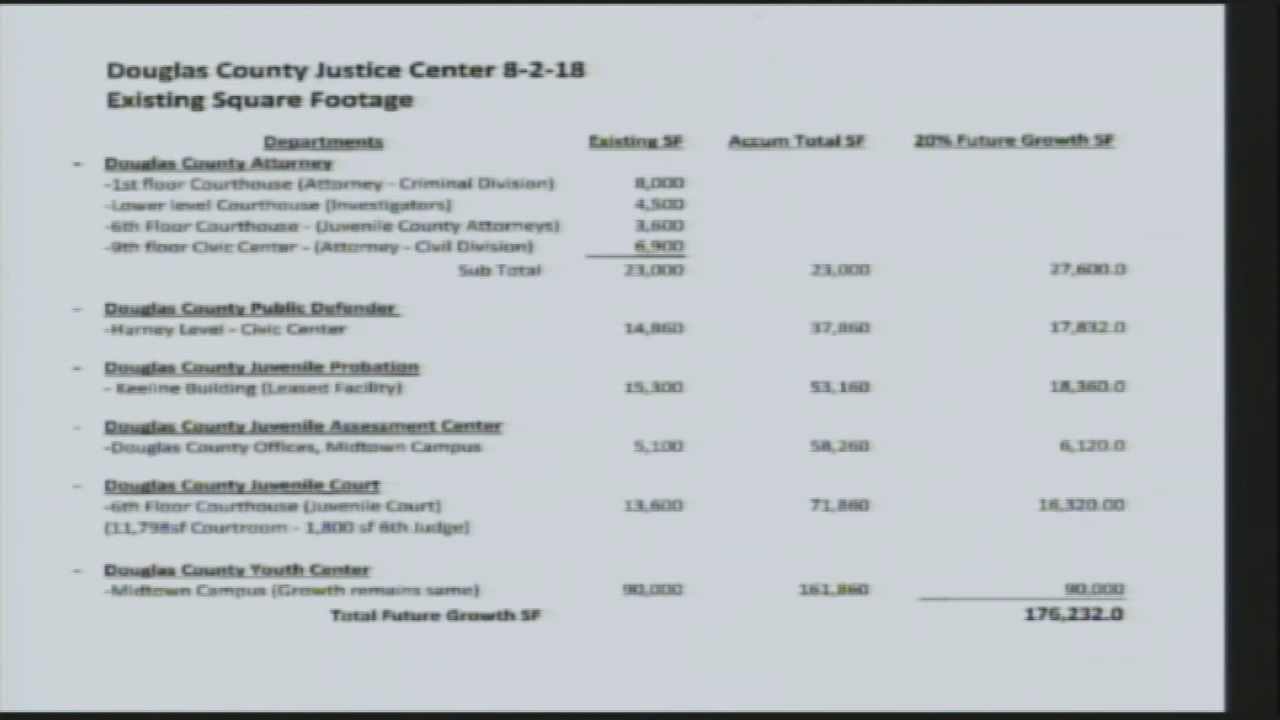 Douglas County Justice Center 8-2-18
Existing Square Footage
Departments Existing SF Accum Total SF 20% Future Growth SF
- Douglas County Attorney
-1st floor Courthouse (Attorney - Criminal Division) 8,000
-Lower level Courthouse (Investigators) 4,500
-6th Floor Courthouse - (Juvenile County Attorneys) 3,600
-9th floor Civic Center - (Attorney - Civil Division) 6,900
Sub Total 23,000 23,000 27,600.0
- Douglas County Public Defender
-Harney Level - Civic Center 14,860 37,860 17,832.0
- Douglas County Juvenile Probation
- Keeline Building (Leased Facility) 15,300 53,160 18,360.0
- Douglas County Juvenile Assessment Center
-Douglas County Offices, Midtown Campus 5,100 58,260 6,120.0
- Douglas County Juvenile Court
-6th Floor Courthouse (Juvenile Court) 13,600 71,860 16,320.00
(11,798sf Courtroom - 1,800 sf 6th Judge)
- Douglas County Youth Center
-Midtown Campus (Growth remains same) 90,000 161,860 90.000
Total Future Growth SF 176,232.0